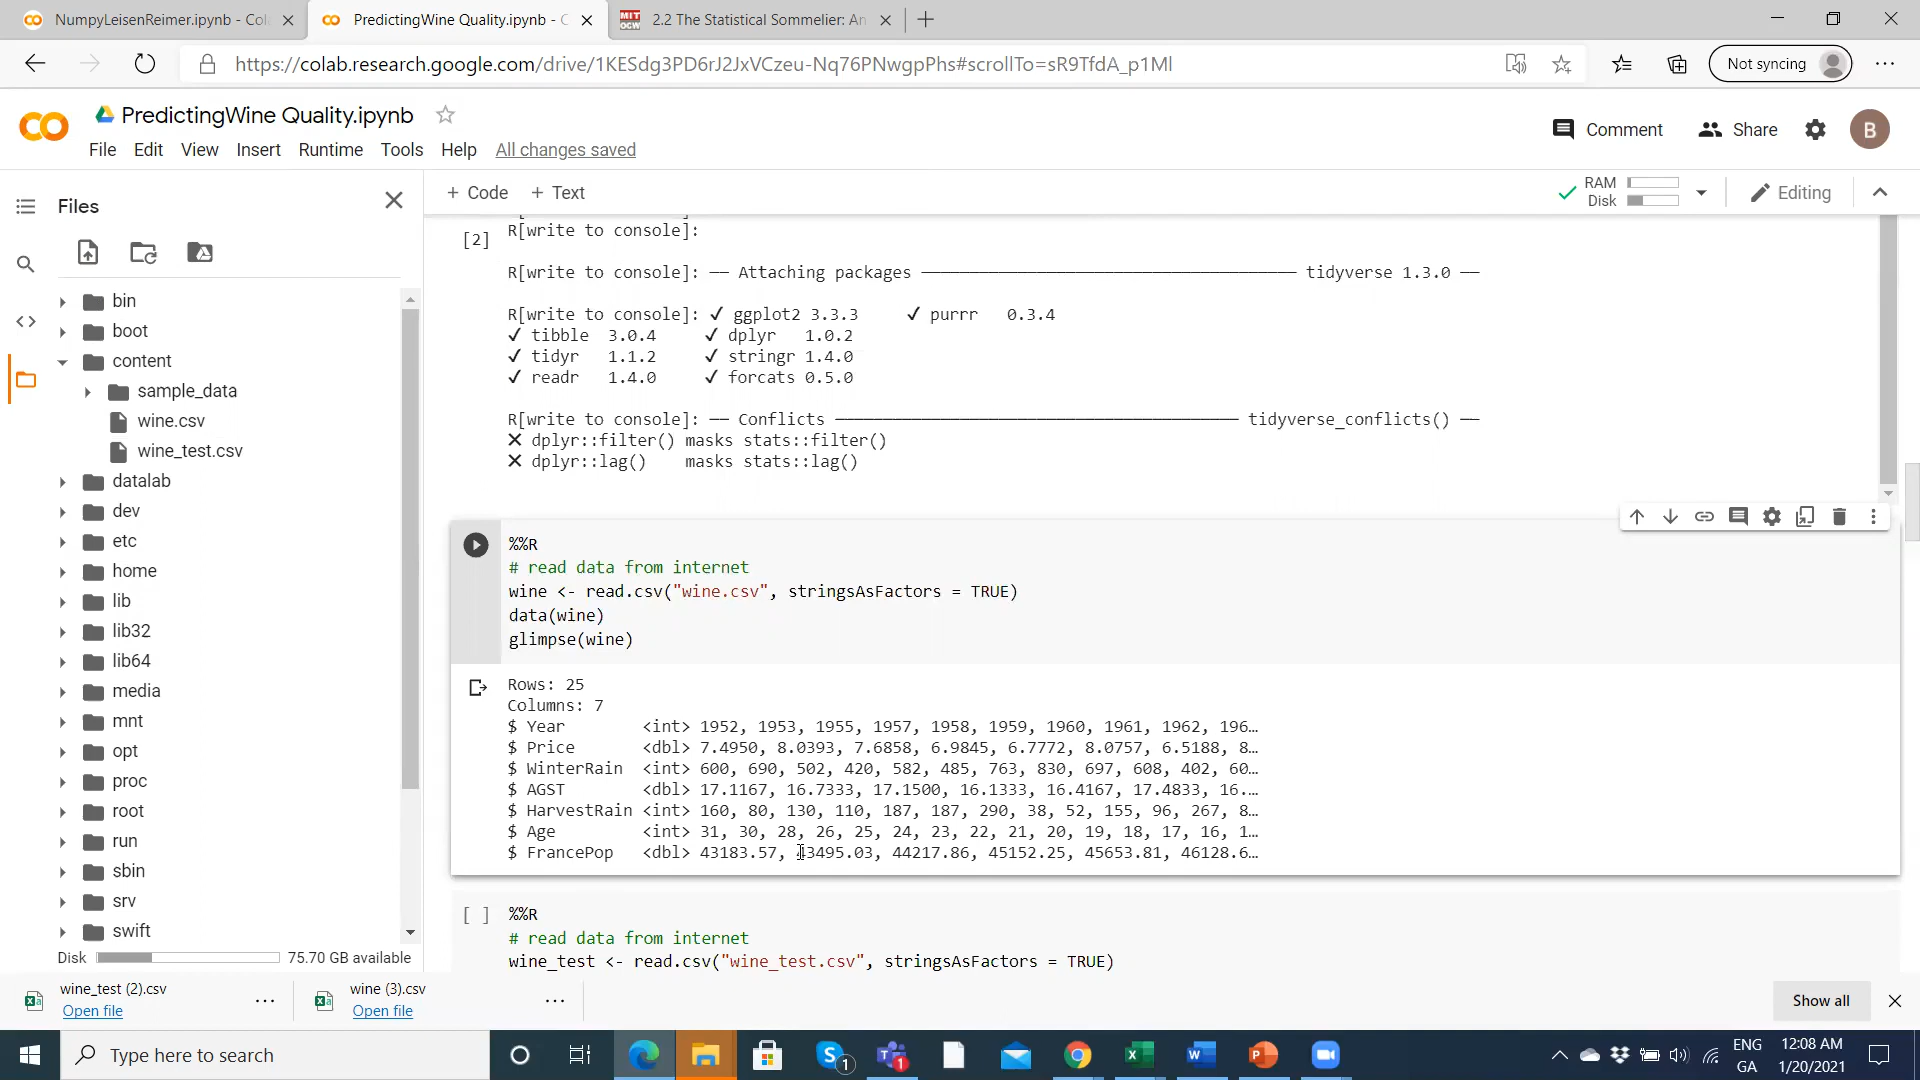 NumpyLeisenReimer.ipynb - Col
PredictingWine Quality.ipynb - C
MIT OCW
2.2 The Statistical Sommelier: An
https://colab.research.google.com/drive/1KESdg3PD6rJ2JxVCzeu-Nq76PNwgpPhs#scrollTo=sR9TfdA_p1Ml
Not syncing
PredictingWine Quality.ipynb
Comment
Share
B
File Edit View Insert Runtime Tools Help All changes saved
Files
+ Code + Text
RAM
Disk
Editing
bin
boot
content
sample_data
wine.csv
wine_test.csv
datalab
dev
etc
home
lib
lib32
lib64
media
mnt
opt
proc
root
run
sbin
srv
swift
Disk 75.70 GB available
[2]
R[write to console]:
R[write to console]: ── Attaching packages ─────────────────────────────────────── tidyverse 1.3.0 ──
R[write to console]: ✔ ggplot2 3.3.3     ✔ purrr   0.3.4
✔ tibble  3.0.4     ✔ dplyr   1.0.2
✔ tidyr   1.1.2     ✔ stringr 1.4.0
✔ readr   1.4.0     ✔ forcats 0.5.0
R[write to console]: ── Conflicts ────────────────────────────────────────── tidyverse_conflicts() ──
✖ dplyr::filter() masks stats::filter()
✖ dplyr::lag()    masks stats::lag()
%%R
# read data from internet
wine <- read.csv("wine.csv", stringsAsFactors = TRUE)
data(wine)
glimpse(wine)
Rows: 25
Columns: 7
$ Year        <int> 1952, 1953, 1955, 1957, 1958, 1959, 1960, 1961, 1962, 196…
$ Price       <dbl> 7.4950, 8.0393, 7.6858, 6.9845, 6.7772, 8.0757, 6.5188, 8…
$ WinterRain  <int> 600, 690, 502, 420, 582, 485, 763, 830, 697, 608, 402, 60…
$ AGST        <dbl> 17.1167, 16.7333, 17.1500, 16.1333, 16.4167, 17.4833, 16.…
$ HarvestRain <int> 160, 80, 130, 110, 187, 187, 290, 38, 52, 155, 96, 267, 8…
$ Age         <int> 31, 30, 28, 26, 25, 24, 23, 22, 21, 20, 19, 18, 17, 16, 1…
$ FrancePop   <dbl> 43183.57, 43495.03, 44217.86, 45152.25, 45653.81, 46128.6…
[ ]
%%R
# read data from internet
wine_test <- read.csv("wine_test.csv", stringsAsFactors = TRUE)
wine_test (2).csv
Open file
wine (3).csv
Open file
Show all
Type here to search
1
1
ENG
GA
12:08 AM
1/20/2021